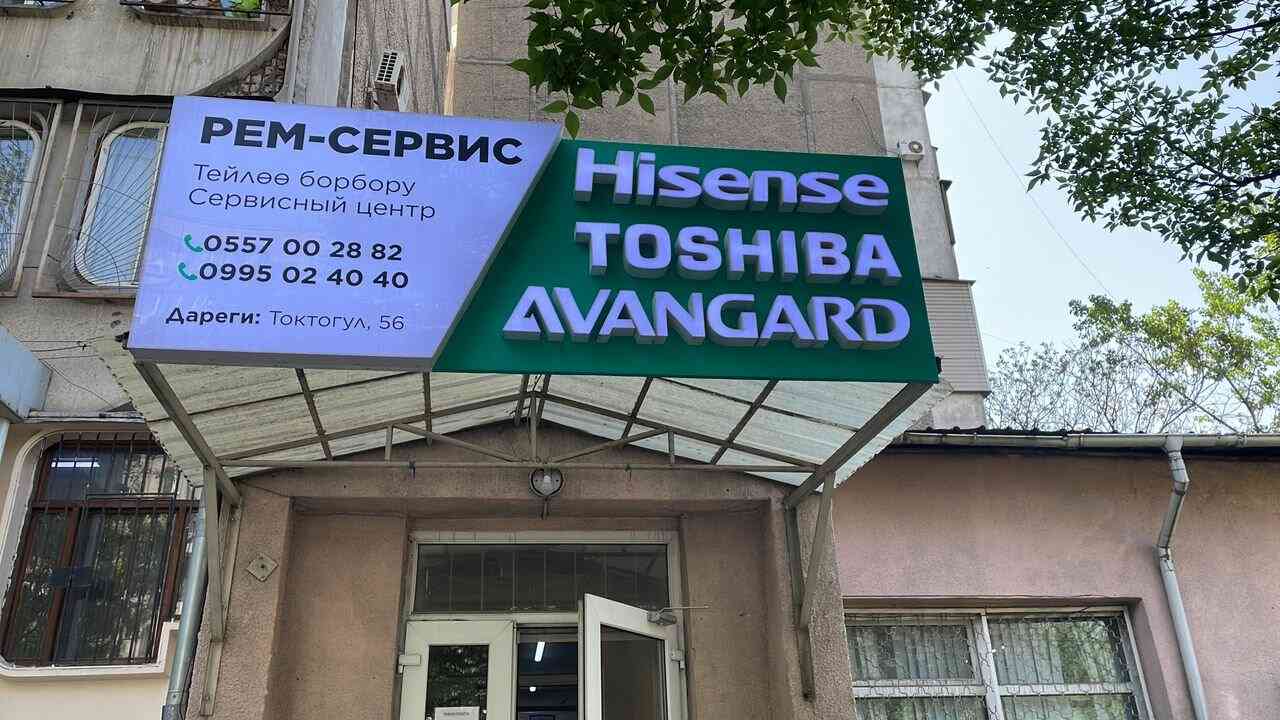 РЕМ-СЕРВИС
Тейлөө борбору
Сервисный центр
0557 00 28 82
0995 02 40 40
Дареги: Токтогул, 56
Hisense
TOSHIBA
AVANGARD